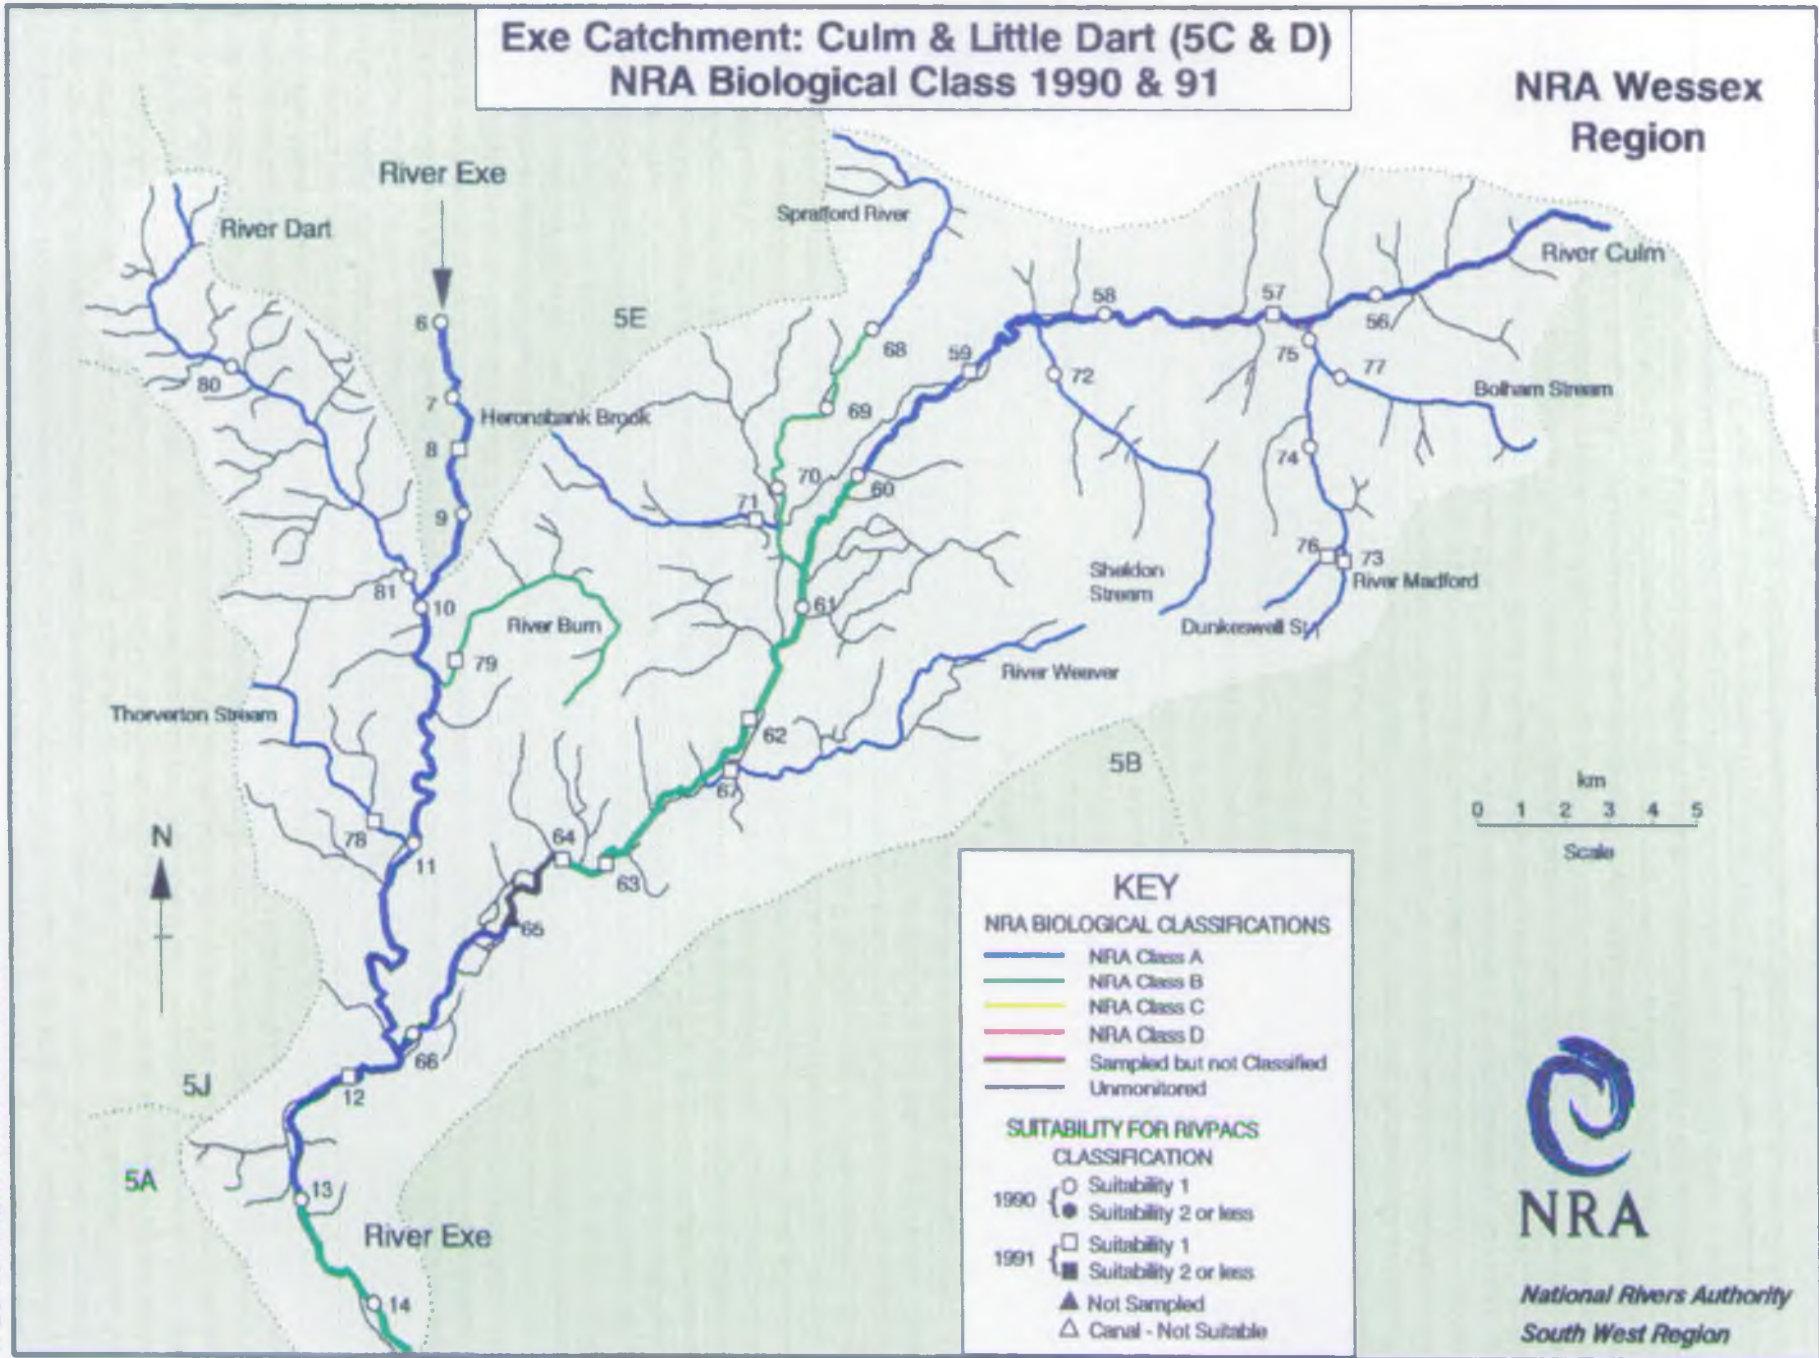 Exe Catchment: Culm & Little Dart (5C & D)
NRA Biological Class 1990 & 91
NRA Wessex
Region
River Exe
River Dart
Spratford River
River Culm
5E
6
7
8
9
10
11
12
13
14
80
81
Heronsbank Brook
68
69
70
71
59
58
57
56
60
61
62
63
64
65
66
67
72
75
77
74
76
73
Bolham Stream
Sheldon
Stream
River Madford
Dunkeswell St
River Weaver
River Burn
79
Thorverton Stream
78
5B
5J
5A
N
River Exe
km
0 1 2 3 4 5
Scale
KEY
NRA BIOLOGICAL CLASSIFICATIONS
NRA Class A
NRA Class B
NRA Class C
NRA Class D
Sampled but not Classified
Unmonitored
SUITABILITY FOR RIVPACS
CLASSIFICATION
1990 { Suitability 1
Suitability 2 or less
1991 { Suitability 1
Suitability 2 or less
Not Sampled
Canal - Not Suitable
NRA
National Rivers Authority
South West Region